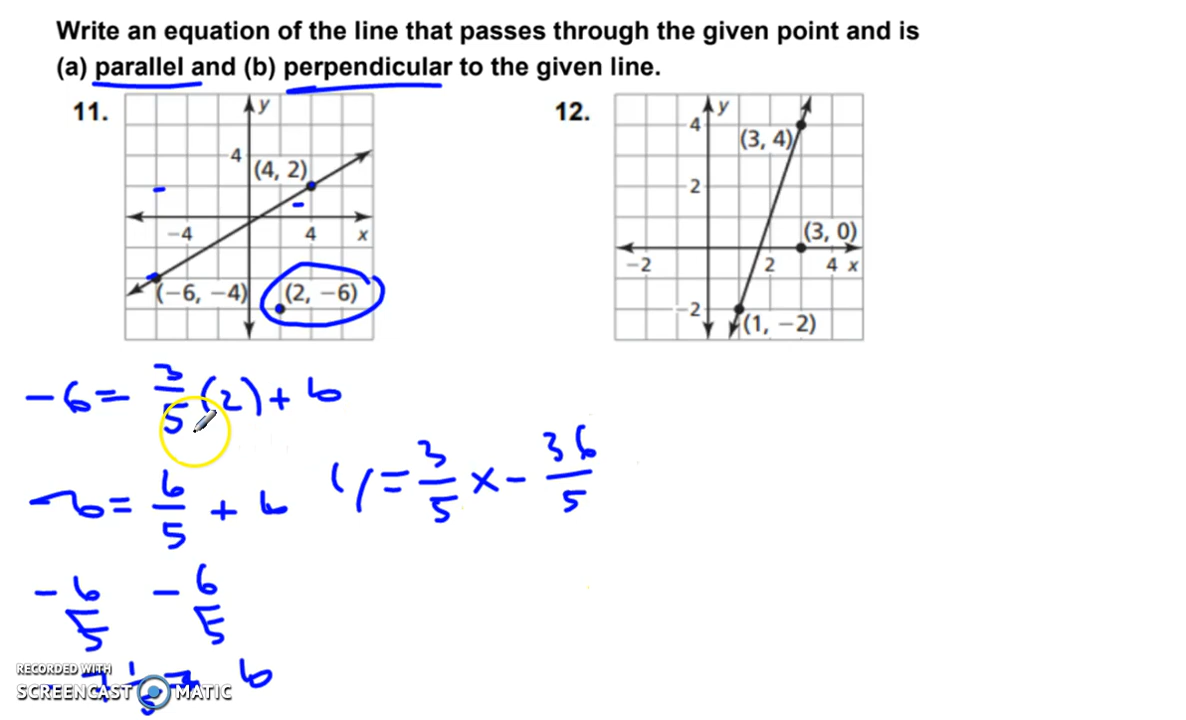 Write an equation of the line that passes through the given point and is
(a) parallel and (b) perpendicular to the given line.
11.
y
4
(4, 2)
−4
4
x
(−6, −4)
(2, −6)
12.
y
4
(3, 4)
2
(3, 0)
−2
2
4
x
−2
(1, −2)
-6 = 3/5 (2) + b
-6 = 6/5 + b
y = 3/5 x - 36/5
- 6/5 - 6/5
b
RECORDED WITH
SCREENCAST MATIC